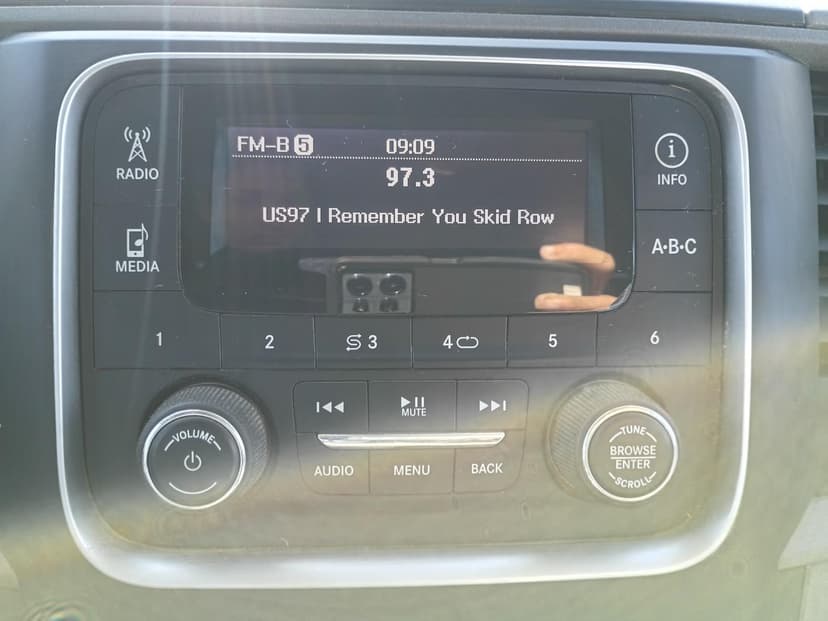 FM-B 5 09:09
97.3
US97 I Remember You Skid Row
RADIO
MEDIA
i
INFO
A•B•C
1 2 3 4 5 6
MUTE
AUDIO MENU BACK
VOLUME
TUNE
BROWSE
ENTER
SCROLL